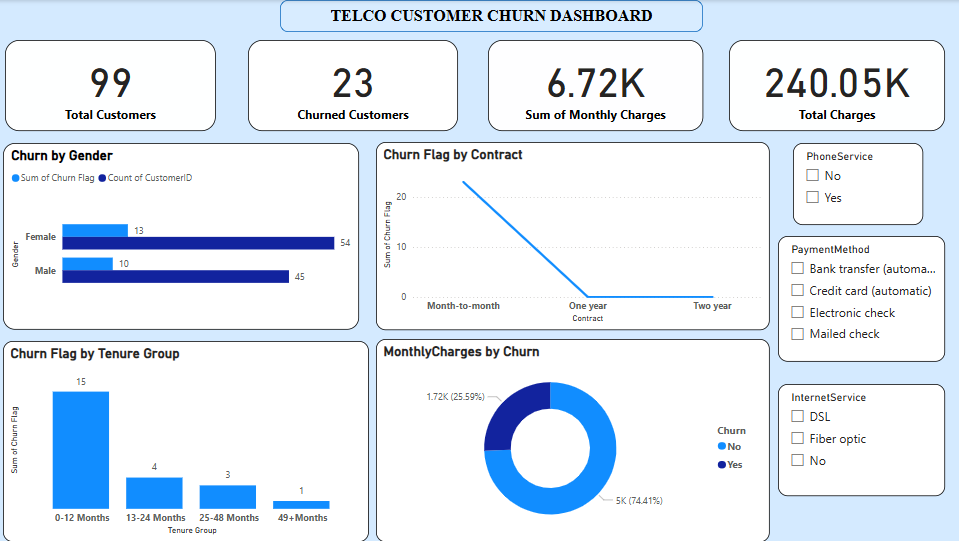 TELCO CUSTOMER CHURN DASHBOARD
99
Total Customers
23
Churned Customers
6.72K
Sum of Monthly Charges
240.05K
Total Charges
Churn by Gender
Sum of Churn Flag Count of CustomerID
Gender
Female
13
54
Male
10
45
Churn Flag by Contract
Sum of Churn Flag
20
10
0
Month-to-month One year Two year
Contract
PhoneService
No
Yes
PaymentMethod
Bank transfer (automa...
Credit card (automatic)
Electronic check
Mailed check
Churn Flag by Tenure Group
Sum of Churn Flag
15
4
3
1
0-12 Months 13-24 Months 25-48 Months 49+Months
Tenure Group
MonthlyCharges by Churn
1.72K (25.59%)
5K (74.41%)
Churn
No
Yes
InternetService
DSL
Fiber optic
No